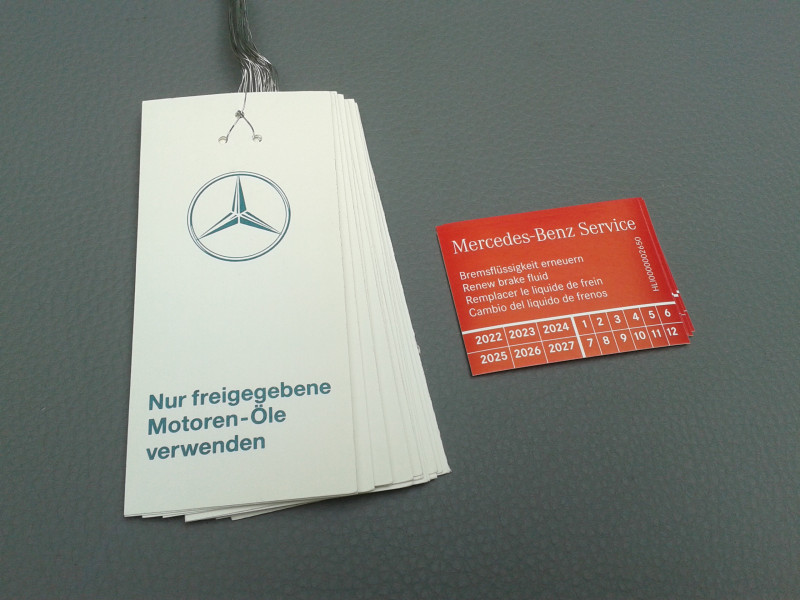 Nur freigegebene
Motoren-Öle
verwenden
Mercedes-Benz Service
Bremsflüssigkeit erneuern
Renew brake fluid
Remplacer le liquide de frein
Cambio del liquido de frenos
HLI0000002650
2022 2023 2024 1 2 3 4 5 6
2025 2026 2027 7 8 9 10 11 12